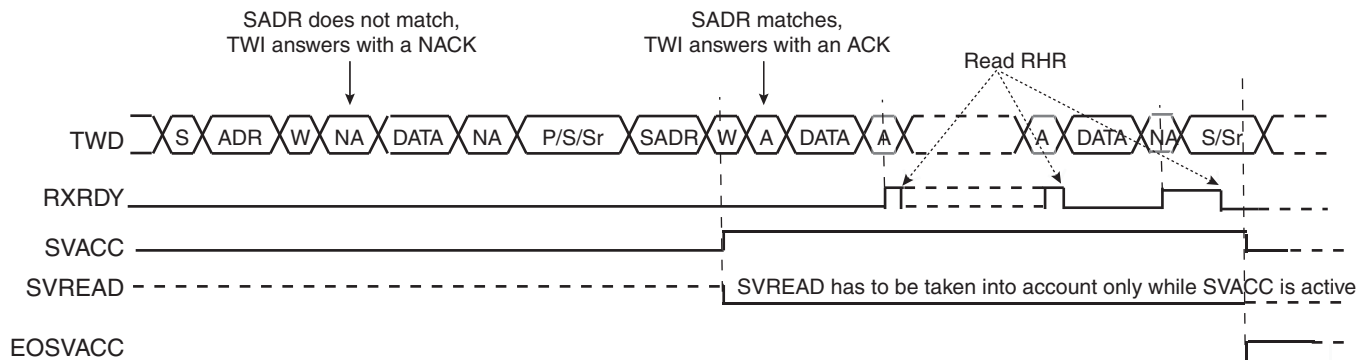 SADR does not match,
TWI answers with a NACK
SADR matches,
TWI answers with an ACK
Read RHR
TWD S ADR W NA DATA NA P/S/Sr SADR W A DATA A A DATA NA S/Sr
RXRDY
SVACC
SVREAD SVREAD has to be taken into account only while SVACC is active
EOSVACC